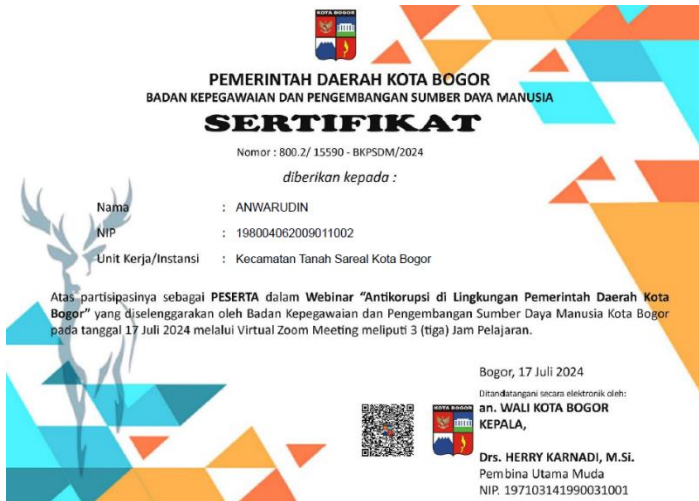 KOTA BOGOR
PEMERINTAH DAERAH KOTA BOGOR
BADAN KEPEGAWAIAN DAN PENGEMBANGAN SUMBER DAYA MANUSIA
SERTIFIKAT
Nomor : 800.2/ 15590 - BKPSDM/2024
diberikan kepada :
Nama : ANWARUDIN
NIP : 198004062009011002
Unit Kerja/Instansi : Kecamatan Tanah Sareal Kota Bogor
Atas partisipasinya sebagai PESERTA dalam Webinar “Antikorupsi di Lingkungan Pemerintah Daerah Kota
Bogor” yang diselenggarakan oleh Badan Kepegawaian dan Pengembangan Sumber Daya Manusia Kota Bogor
pada tanggal 17 Juli 2024 melalui Virtual Zoom Meeting meliputi 3 (tiga) Jam Pelajaran.
Bogor, 17 Juli 2024
Ditandatangani secara elektronik oleh:
KOTA BOGOR
an. WALI KOTA BOGOR
KEPALA,
Drs. HERRY KARNADI, M.Si.
Pembina Utama Muda
NIP. 197103141990031001